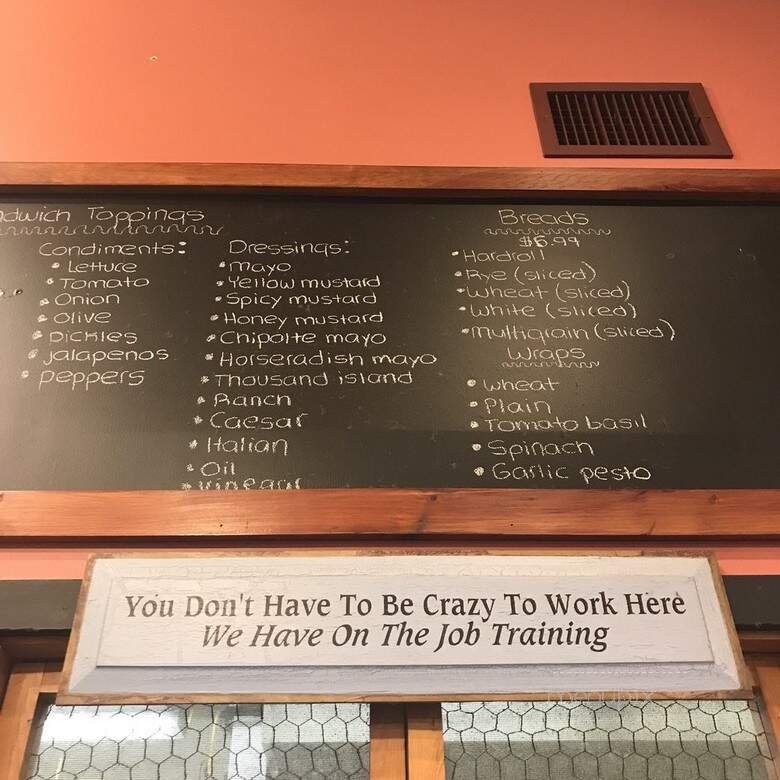 dwich Toppings
Condiments:
• Lettuce
• Tomato
• Onion
• Olive
• Pickles
• Jalapenos
• Peppers
Dressings:
• Mayo
• Yellow mustard
• Spicy mustard
• Honey mustard
• Chipolte mayo
• Horseradish mayo
• Thousand island
• Ranch
• Caesar
• Italian
• Oil
Breads
$6.99
• Hardroll
• Rye (sliced)
• Wheat (sliced)
• White (sliced)
• Multigrain (sliced)
Wraps
• Wheat
• Plain
• Tomato basil
• Spinach
• Garlic pesto
You Don't Have To Be Crazy To Work Here
We Have On The Job Training